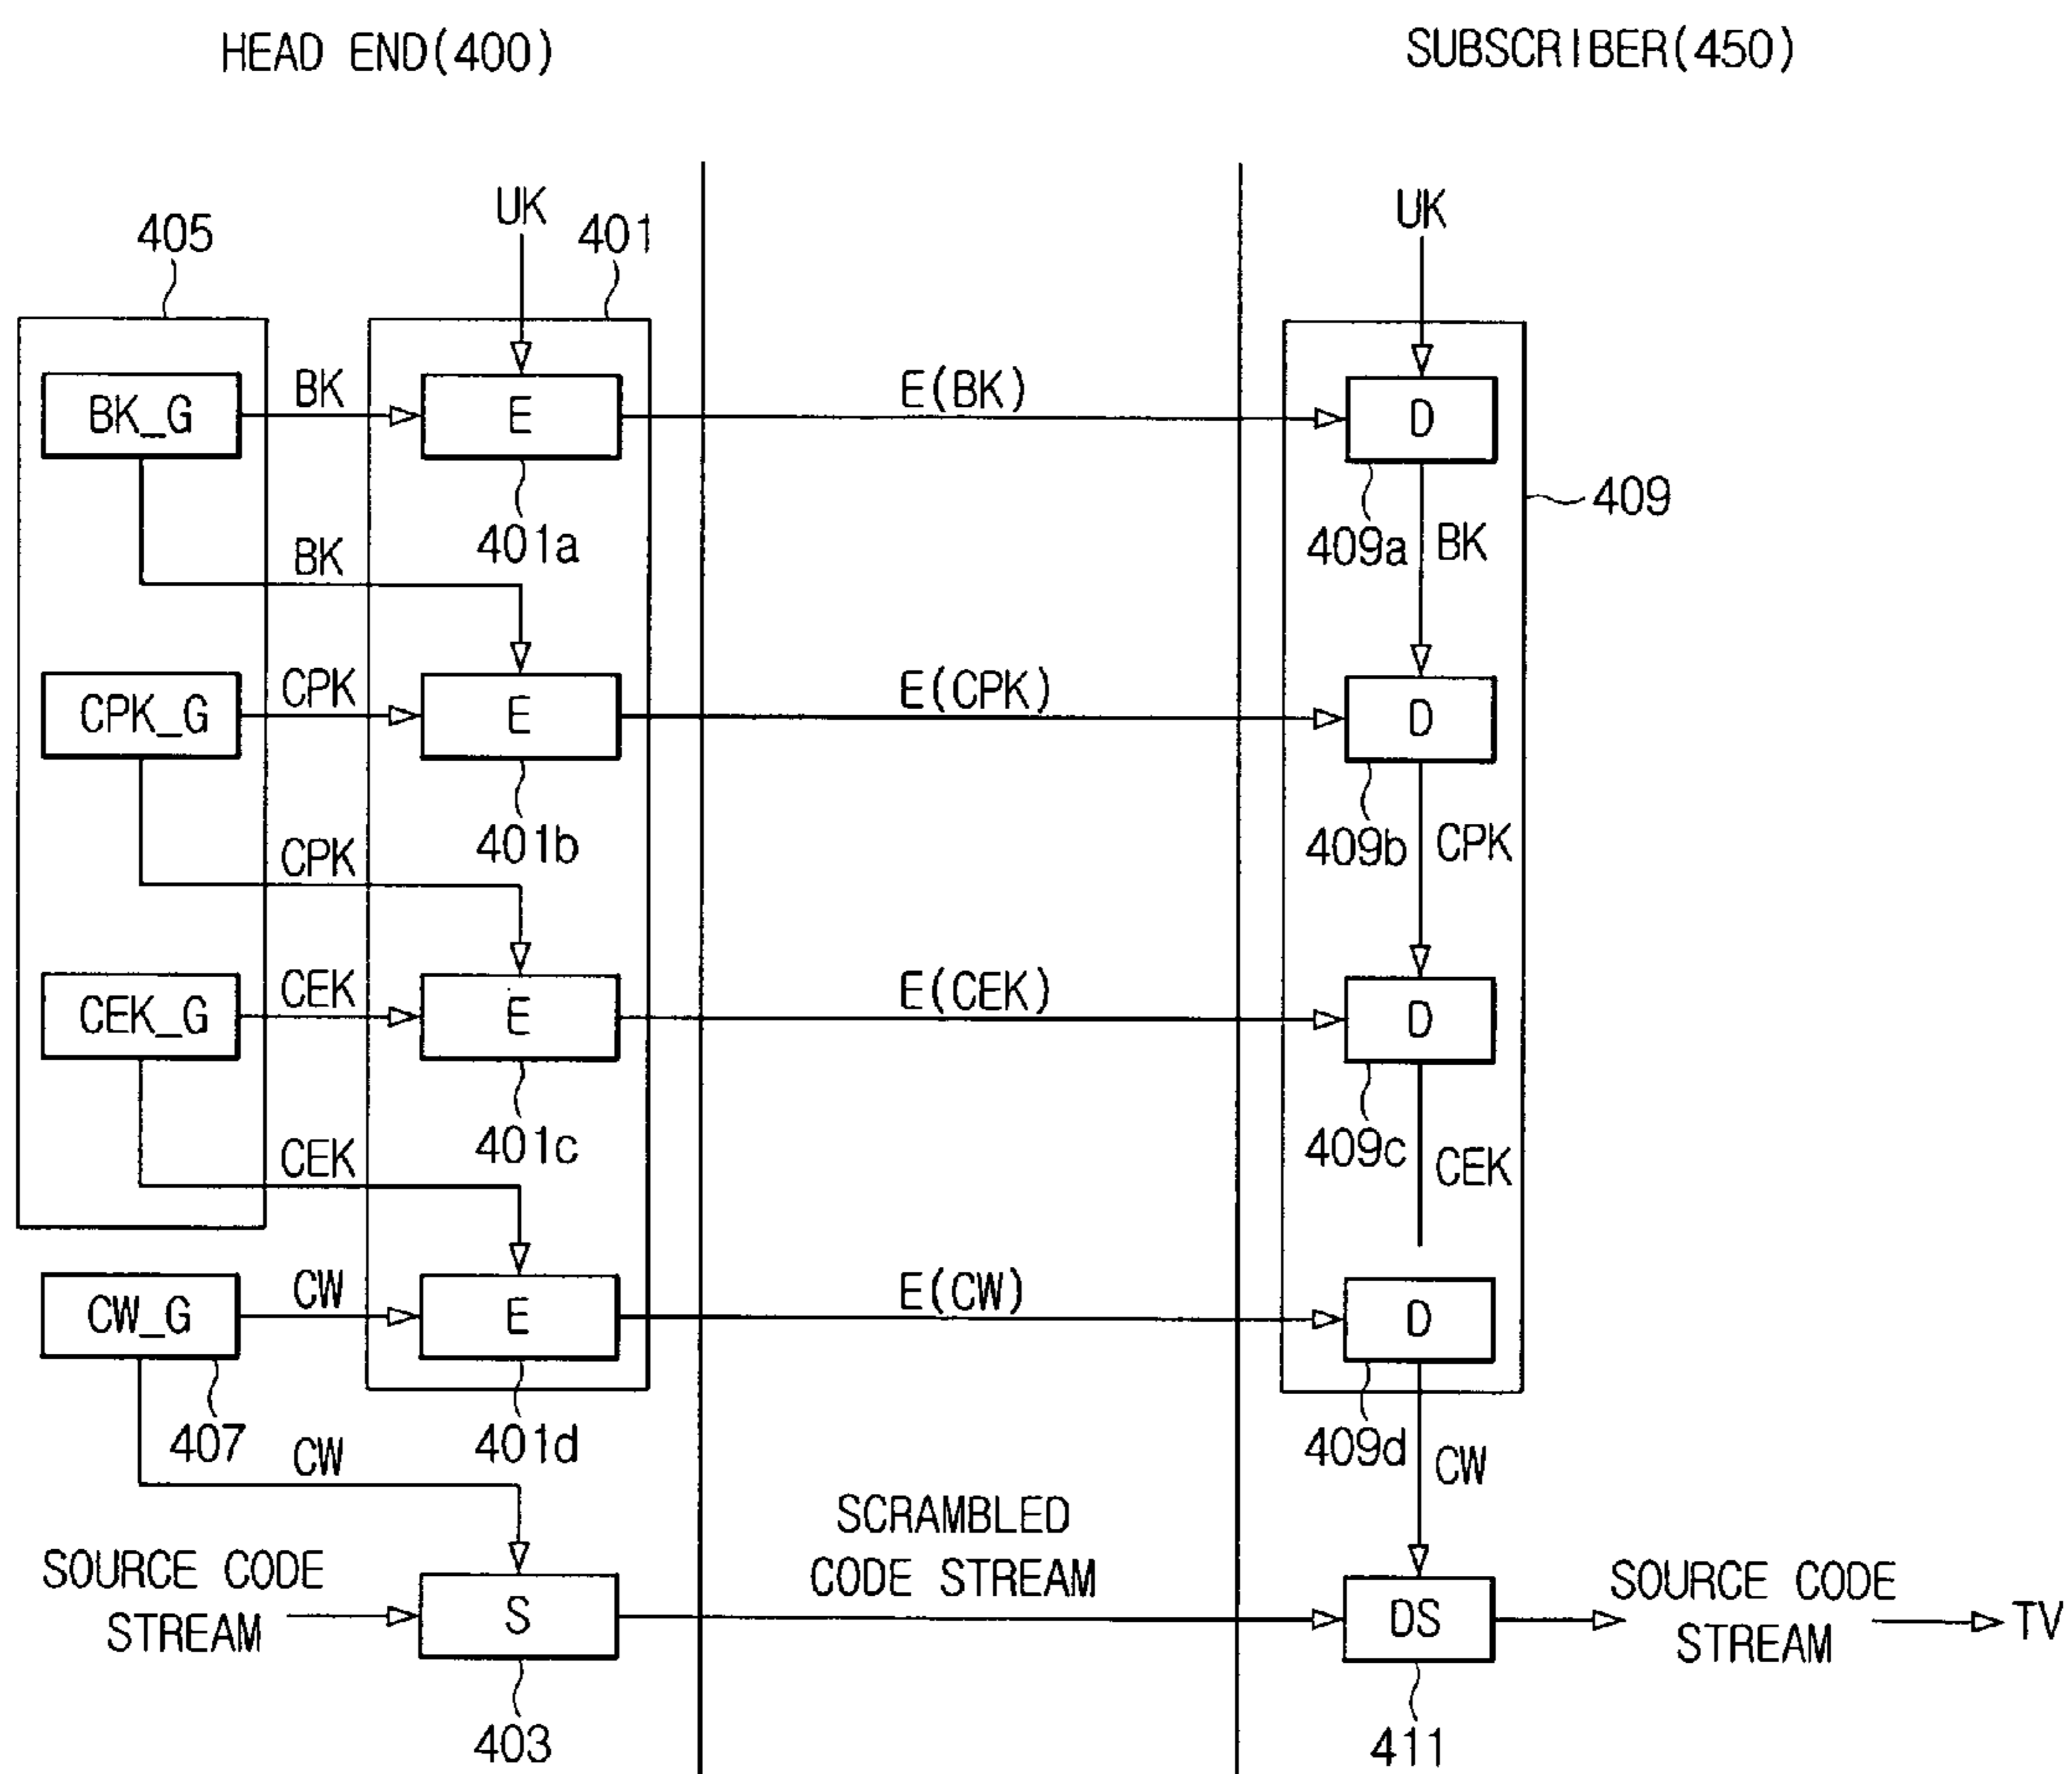 HEAD END(400)
SUBSCRIBER(450)
UK
405
401
UK
BK_G
BK
E
E(BK)
D
409
401a
409a
BK
BK
CPK_G
CPK
E
E(CPK)
D
401b
409b
CPK
CPK
CEK_G
CEK
E
E(CEK)
D
401c
409c
CEK
CEK
CW_G
CW
E
E(CW)
D
407
401d
409d
CW
CW
SOURCE CODE
STREAM
S
SCRAMBLED
CODE STREAM
DS
SOURCE CODE
STREAM
TV
403
411